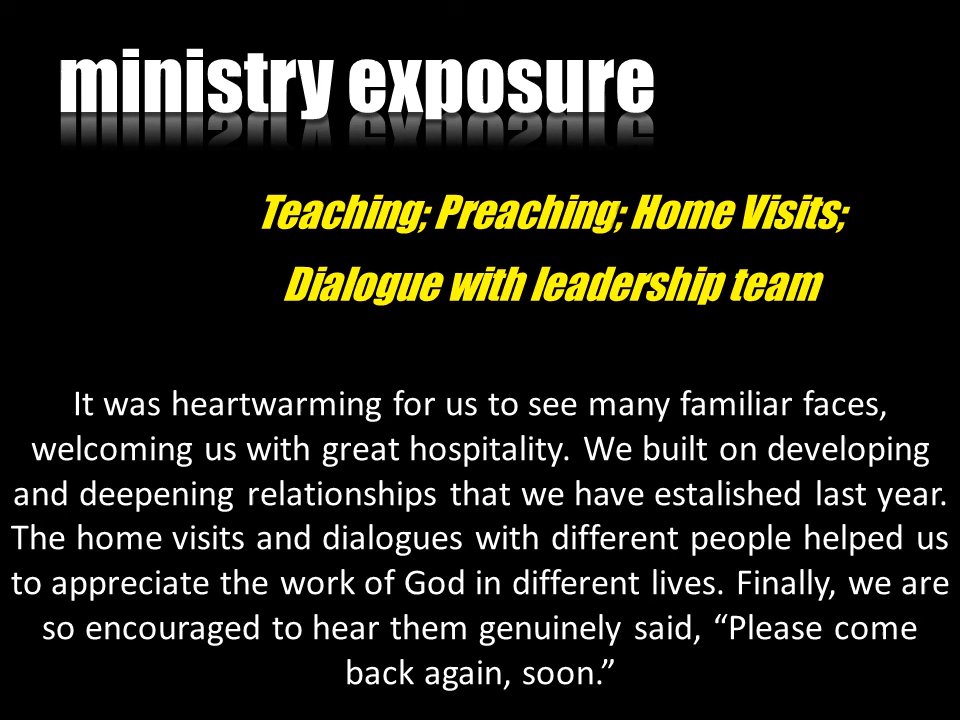 ministry exposure
Teaching; Preaching; Home Visits;
Dialogue with leadership team
It was heartwarming for us to see many familiar faces,
welcoming us with great hospitality. We built on developing
and deepening relationships that we have estalished last year.
The home visits and dialogues with different people helped us
to appreciate the work of God in different lives. Finally, we are
so encouraged to hear them genuinely said, “Please come
back again, soon.”